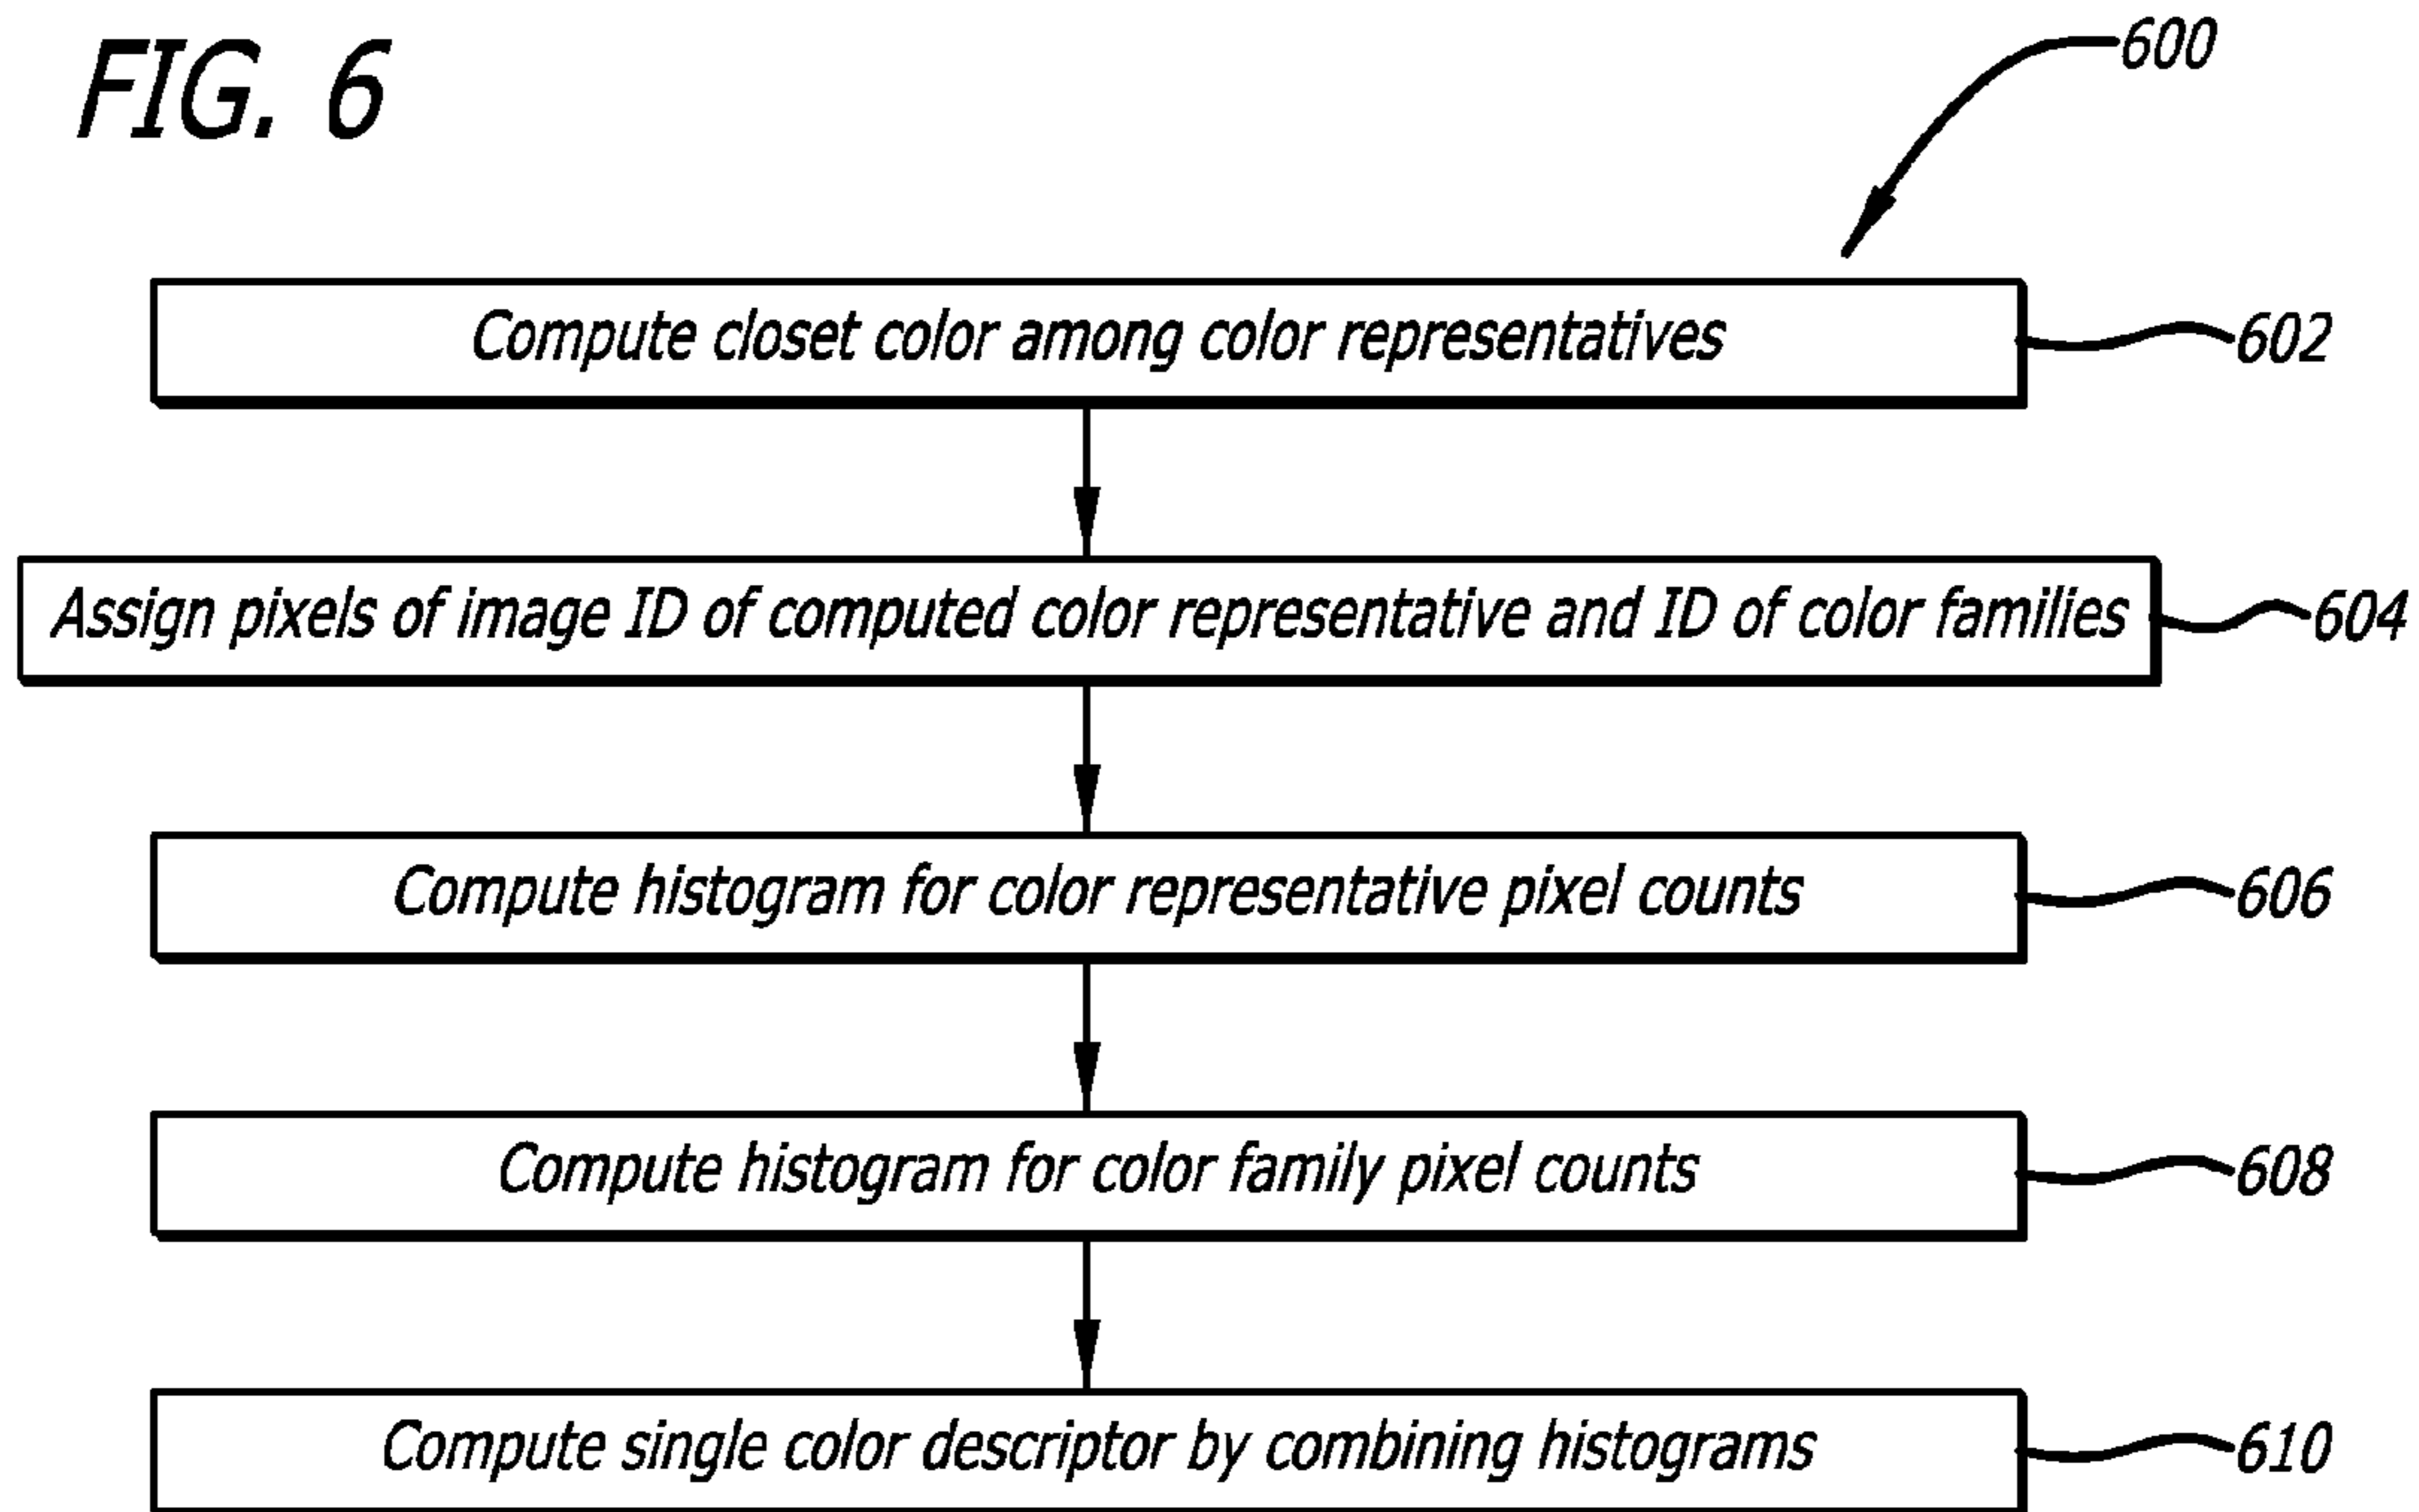 FIG. 6
600
Compute closet color among color representatives
602
Assign pixels of image ID of computed color representative and ID of color families
604
Compute histogram for color representative pixel counts
606
Compute histogram for color family pixel counts
608
Compute single color descriptor by combining histograms
610